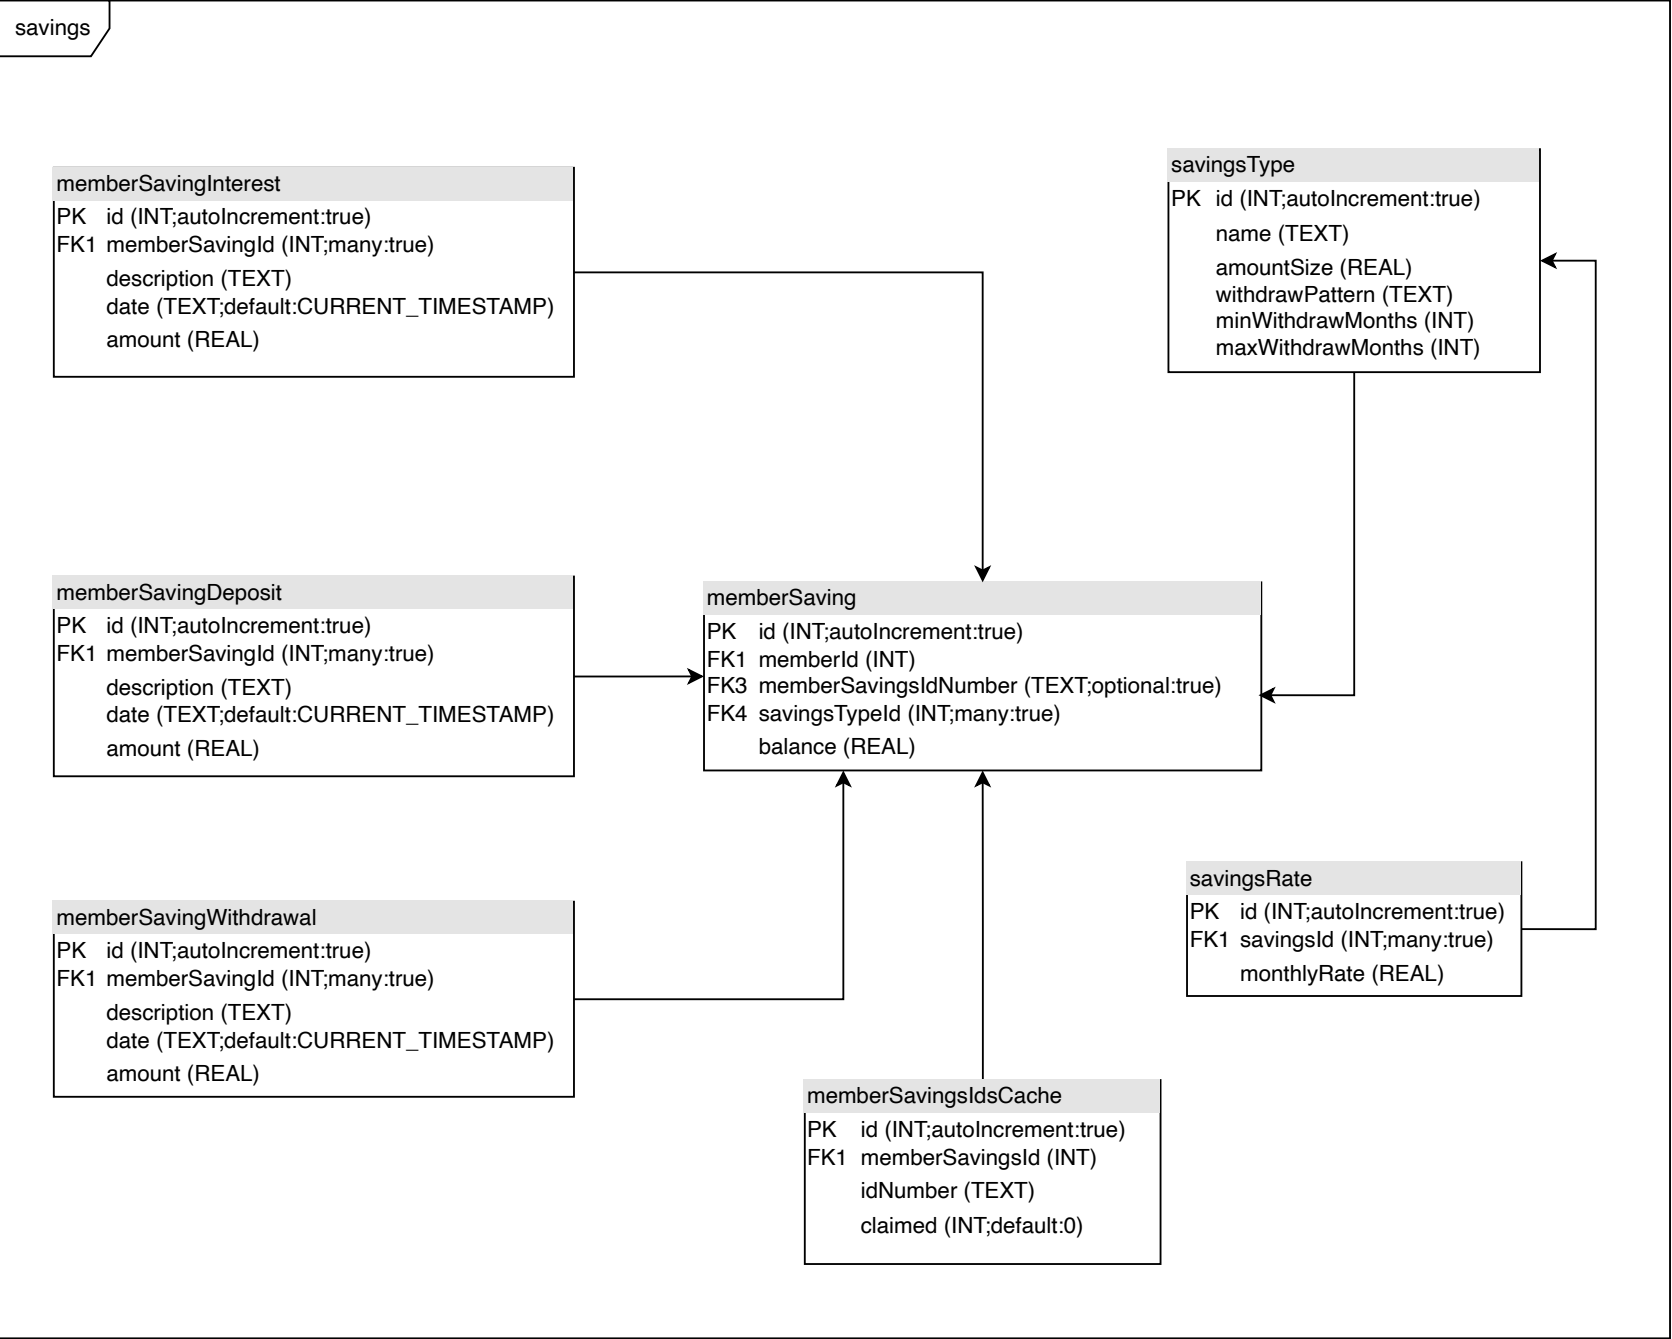 savings
memberSavingInterest
PK id (INT;autoIncrement:true)
FK1 memberSavingId (INT;many:true)
description (TEXT)
date (TEXT;default:CURRENT_TIMESTAMP)
amount (REAL)
savingsType
PK id (INT;autoIncrement:true)
name (TEXT)
amountSize (REAL)
withdrawPattern (TEXT)
minWithdrawMonths (INT)
maxWithdrawMonths (INT)
memberSavingDeposit
PK id (INT;autoIncrement:true)
FK1 memberSavingId (INT;many:true)
description (TEXT)
date (TEXT;default:CURRENT_TIMESTAMP)
amount (REAL)
memberSaving
PK id (INT;autoIncrement:true)
FK1 memberId (INT)
FK3 memberSavingsIdNumber (TEXT;optional:true)
FK4 savingsTypeId (INT;many:true)
balance (REAL)
savingsRate
PK id (INT;autoIncrement:true)
FK1 savingsId (INT;many:true)
monthlyRate (REAL)
memberSavingWithdrawal
PK id (INT;autoIncrement:true)
FK1 memberSavingId (INT;many:true)
description (TEXT)
date (TEXT;default:CURRENT_TIMESTAMP)
amount (REAL)
memberSavingsIdsCache
PK id (INT;autoIncrement:true)
FK1 memberSavingsId (INT)
idNumber (TEXT)
claimed (INT;default:0)